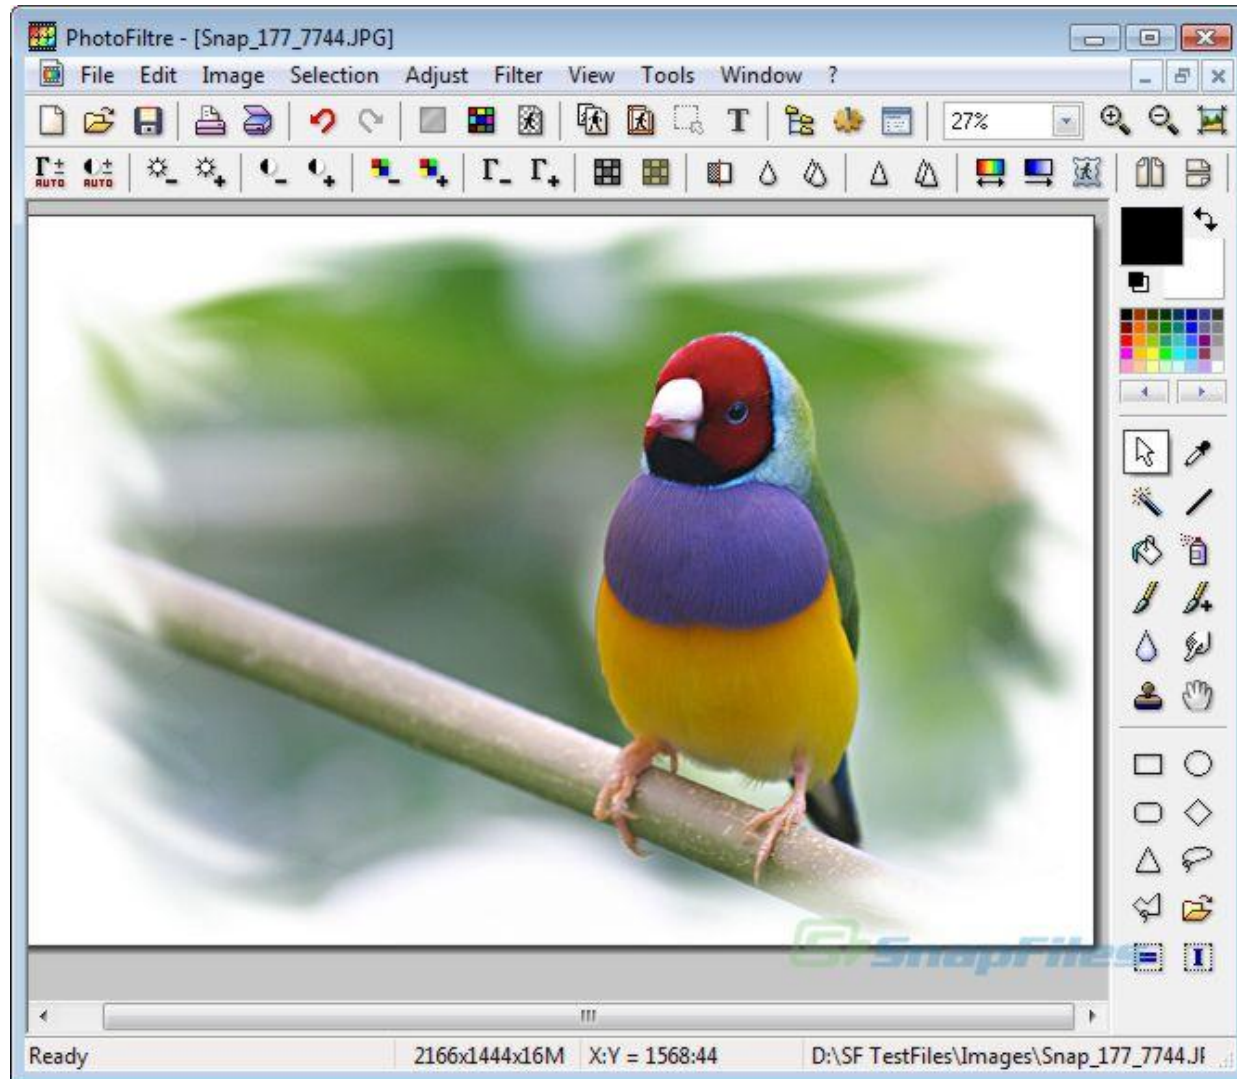 PhotoFiltre - [Snap_177_7744.JPG]
File Edit Image Selection Adjust Filter View Tools Window ?
T 27%
AUTO AUTO
SnapFiles
Ready 2166x1444x16M X:Y = 1568:44 D:\SF TestFiles\Images\Snap_177_7744.JF